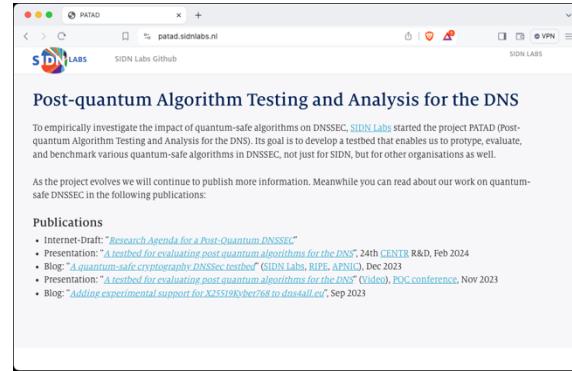 PATAD
patad.sidnlabs.nl
VPN
SIDN LABS
SIDN Labs Github
SIDN LABS
Post-quantum Algorithm Testing and Analysis for the DNS
To empirically investigate the impact of quantum-safe algorithms on DNSSEC, SIDN Labs started the project PATAD (Post-
quantum Algorithm Testing and Analysis for the DNS). Its goal is to develop a testbed that enables us to protype, evaluate,
and benchmark various quantum-safe algorithms in DNSSEC, not just for SIDN, but for other organisations as well.
As the project evolves we will continue to publish more information. Meanwhile you can read about our work on quantum-
safe DNSSEC in the following publications:
Publications
• Internet-Draft: "Research Agenda for a Post-Quantum DNSSEC"
• Presentation: "A testbed for evaluating post quantum algorithms for the DNS", 24th CENTR R&D, Feb 2024
• Blog: "A quantum-safe cryptography DNSSec testbed" (SIDN Labs, RIPE, APNIC), Dec 2023
• Presentation: "A testbed for evaluating post quantum algorithms for the DNS" (Video), PQC conference, Nov 2023
• Blog: "Adding experimental support for X25519Kyber768 to dns4all.eu", Sep 2023